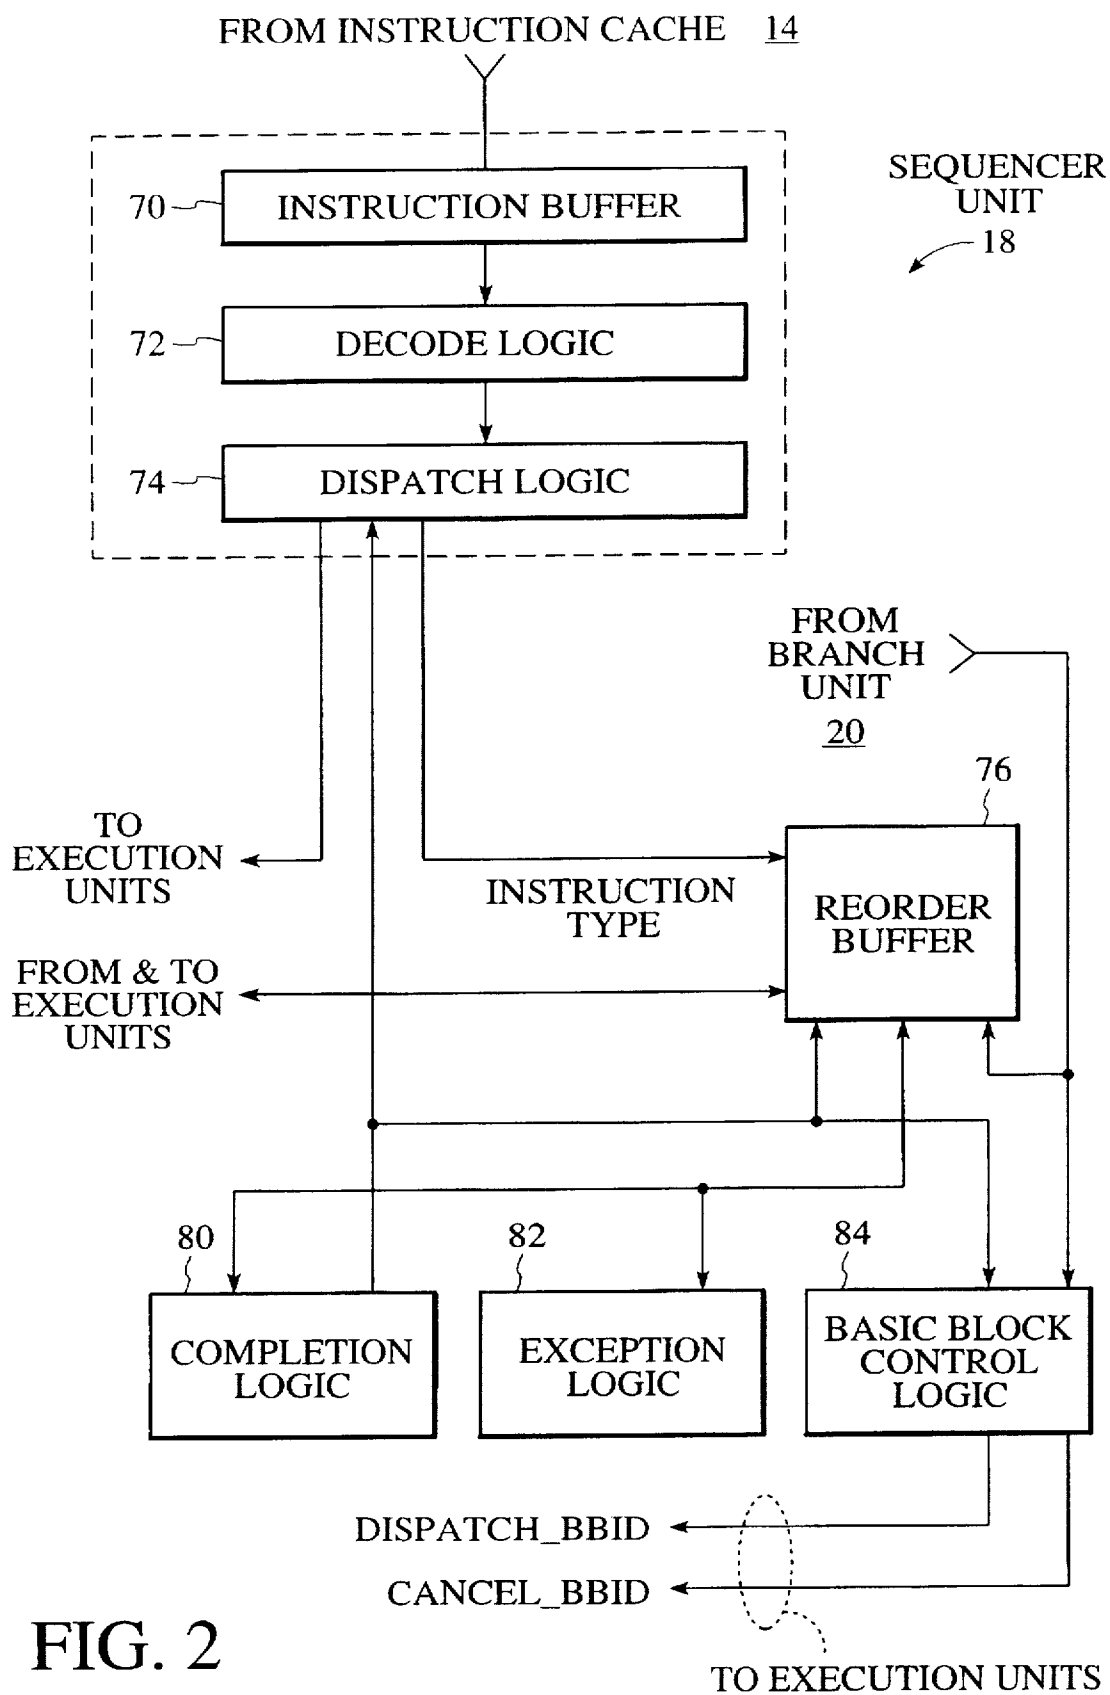 FROM INSTRUCTION CACHE 14
SEQUENCER
UNIT
18
70
INSTRUCTION BUFFER
72
DECODE LOGIC
74
DISPATCH LOGIC
FROM
BRANCH
UNIT
20
76
TO
EXECUTION
UNITS
INSTRUCTION
TYPE
REORDER
BUFFER
FROM & TO
EXECUTION
UNITS
80
COMPLETION
LOGIC
82
EXCEPTION
LOGIC
84
BASIC BLOCK
CONTROL
LOGIC
DISPATCH_BBID
CANCEL_BBID
TO EXECUTION UNITS
FIG. 2